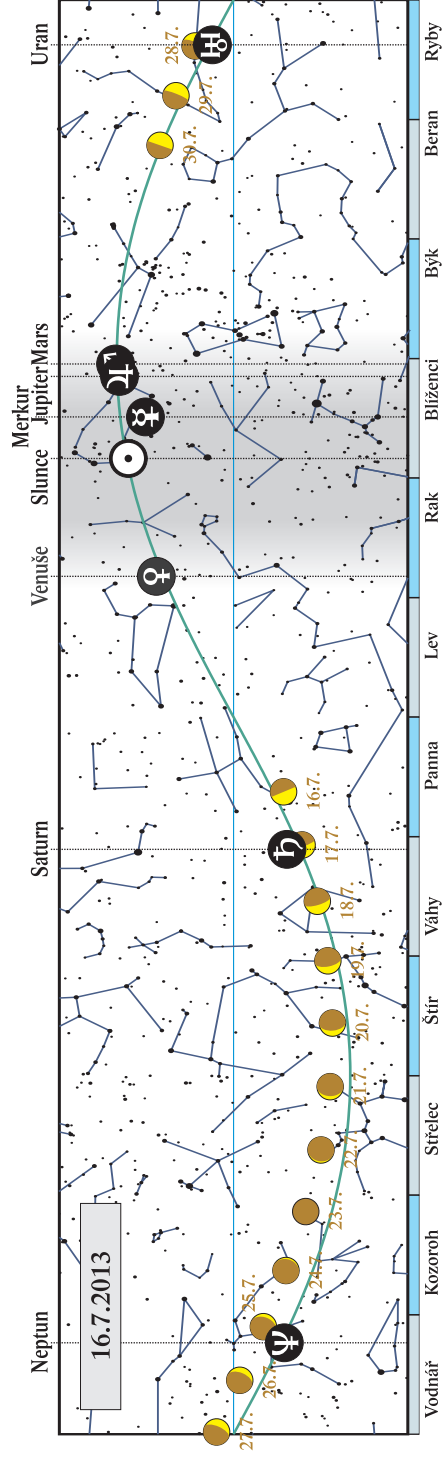 Neptun
Saturn
Venuše
Slunce
Merkur
Jupiter
Mars
Uran
16.7.2013
27.7.
26.7.
25.7.
24.7
23.7.
22.7.
21.7.
20.7.
19.7.
18.7.
17.7.
16.7.
30.7.
29.7.
28.7.
Vodnář
Kozoroh
Střelec
Štír
Váhy
Panna
Lev
Rak
Blíženci
Býk
Beran
Ryby